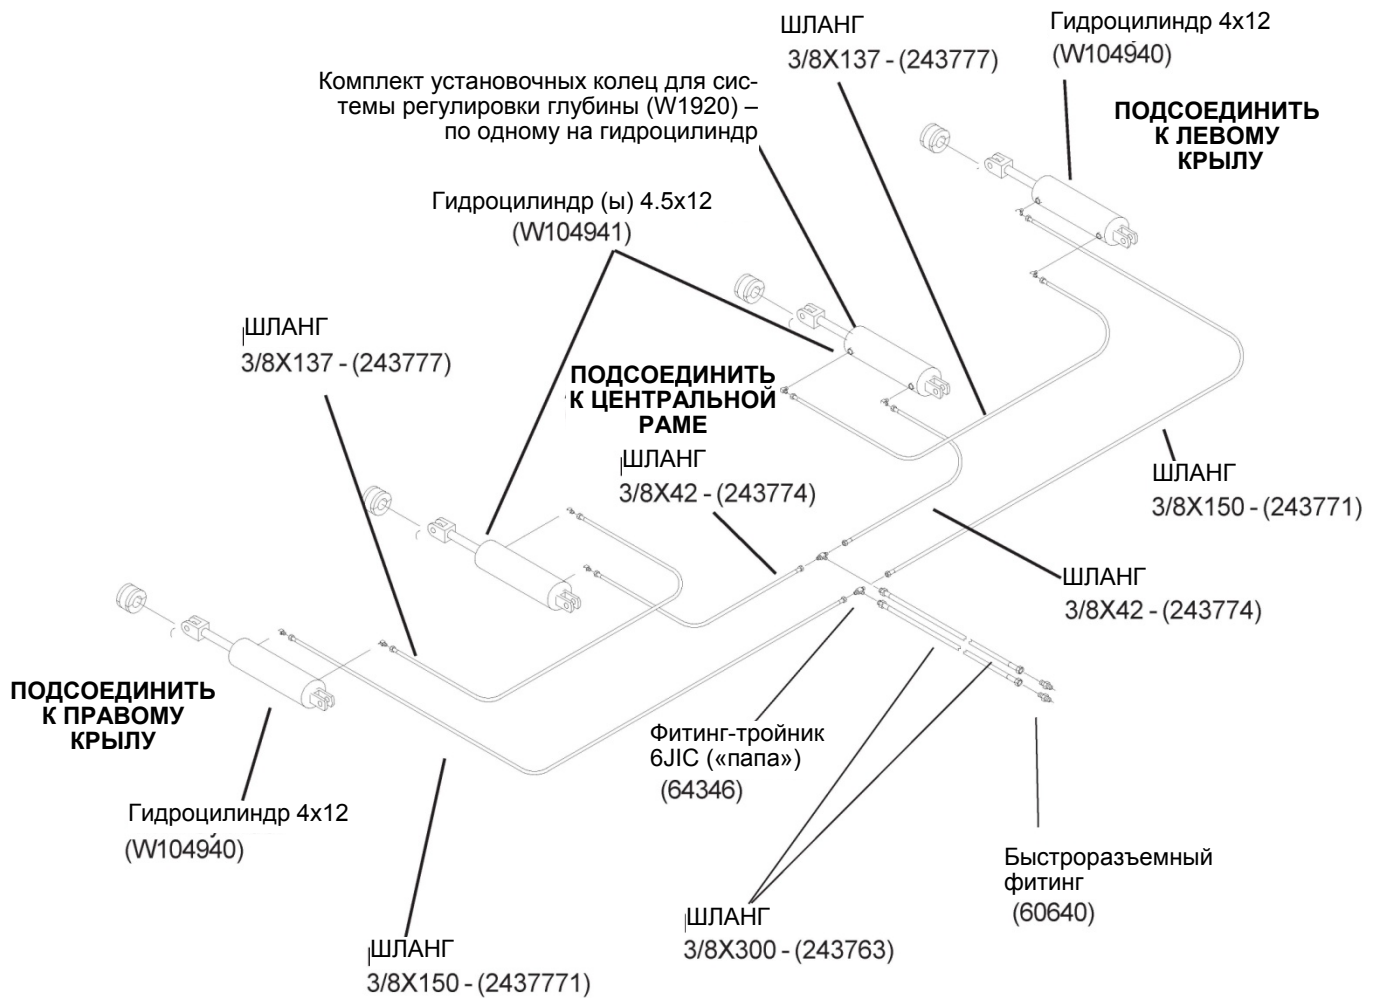 ШЛАНГ
3/8X137 - (243777)
Гидроцилиндр 4x12
(W104940)
ПОДСОЕДИНИТЬ
К ЛЕВОМУ
КРЫЛУ
Комплект установочных колец для сис-
темы регулировки глубины (W1920) –
по одному на гидроцилиндр
Гидроцилиндр (ы) 4.5x12
(W104941)
ШЛАНГ
3/8X137 - (243777)
ПОДСОЕДИНИТЬ
К ЦЕНТРАЛЬНОЙ
РАМЕ
ШЛАНГ
3/8X42 - (243774)
ШЛАНГ
3/8X150 - (243771)
ШЛАНГ
3/8X42 - (243774)
ПОДСОЕДИНИТЬ
К ПРАВОМУ
КРЫЛУ
Гидроцилиндр 4x12
(W104940)
Фитинг-тройник
6JIC («папа»)
(64346)
Быстроразъемный
фитинг
(60640)
ШЛАНГ
3/8X300 - (243763)
ШЛАНГ
3/8X150 - (2437771)